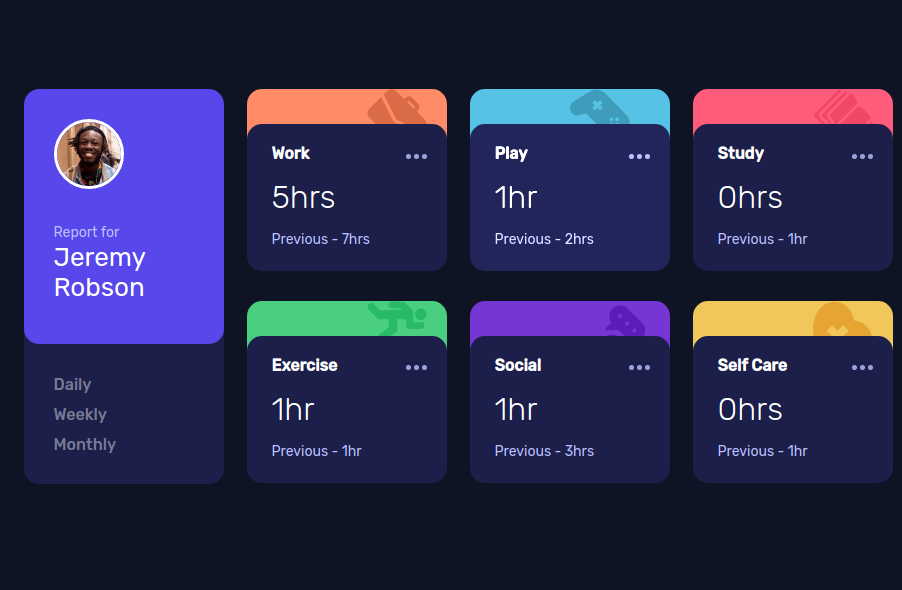 Report for
Jeremy
Robson
Daily
Weekly
Monthly
Work
5hrs
Previous - 7hrs
Play
1hr
Previous - 2hrs
Study
0hrs
Previous - 1hr
Exercise
1hr
Previous - 1hr
Social
1hr
Previous - 3hrs
Self Care
0hrs
Previous - 1hr